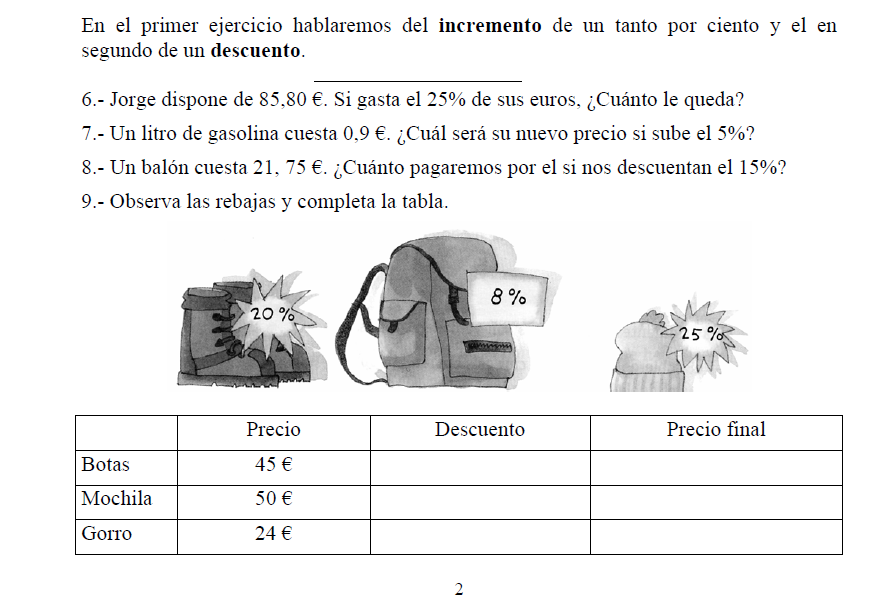 En el primer ejercicio hablaremos del incremento de un tanto por ciento y el en
segundo de un descuento.
6.- Jorge dispone de 85,80 €. Si gasta el 25% de sus euros, ¿Cuánto le queda?
7.- Un litro de gasolina cuesta 0,9 €. ¿Cuál será su nuevo precio si sube el 5%?
8.- Un balón cuesta 21, 75 €. ¿Cuánto pagaremos por el si nos descuentan el 15%?
9.- Observa las rebajas y completa la tabla.
20 %
8 %
25 %
Precio Descuento Precio final
Botas 45 €
Mochila 50 €
Gorro 24 €
2